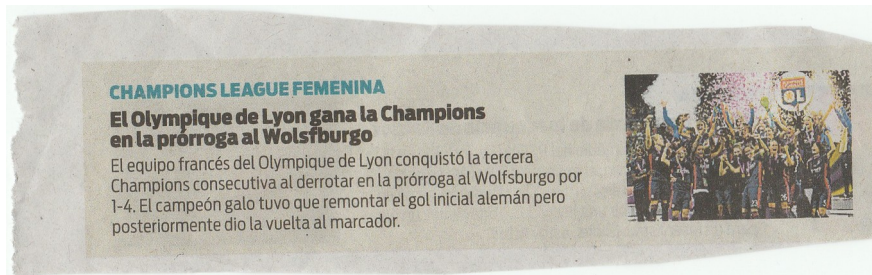 CHAMPIONS LEAGUE FEMENINA
El Olympique de Lyon gana la Champions
en la prórroga al Wolsfburgo
El equipo francés del Olympique de Lyon conquistó la tercera
Champions consecutiva al derrotar en la prórroga al Wolfsburgo por
1-4. El campeón galo tuvo que remontar el gol inicial alemán pero
posteriormente dio la vuelta al marcador.